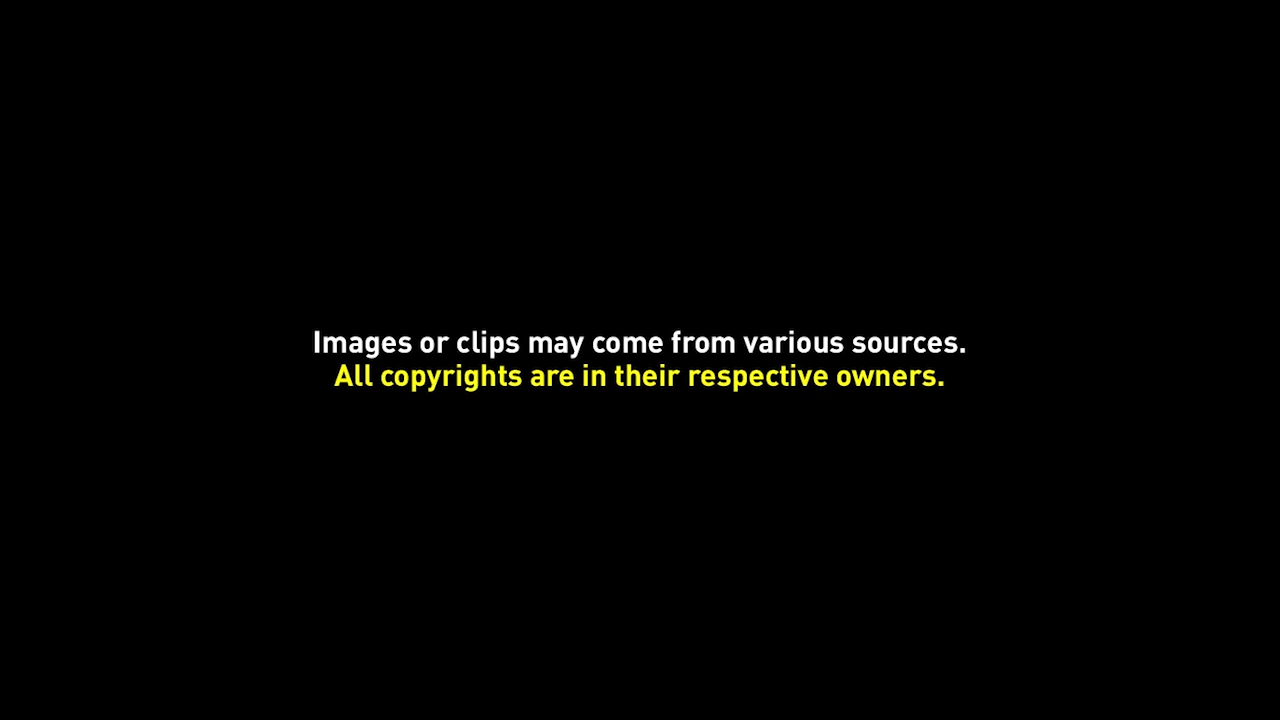 Images or clips may come from various sources.
All copyrights are in their respective owners.